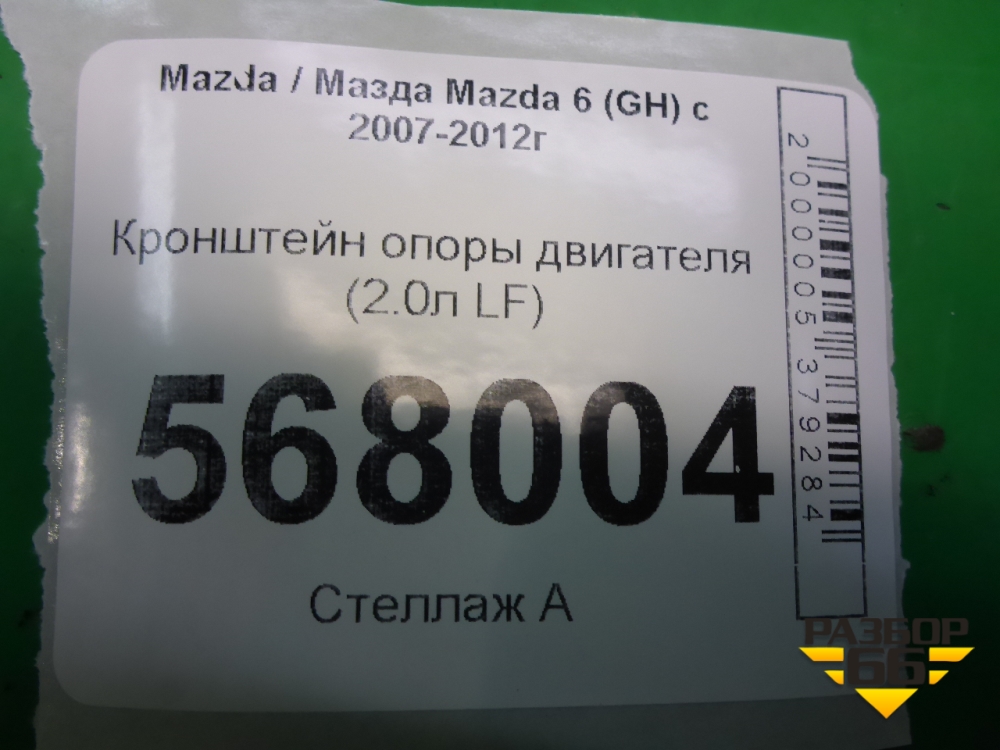 Mazda / Мазда Mazda 6 (GH) с
2007-2012г
Кронштейн опоры двигателя
(2.0л LF)
568004
Стеллаж А
2000005379284
РАЗБОР
66